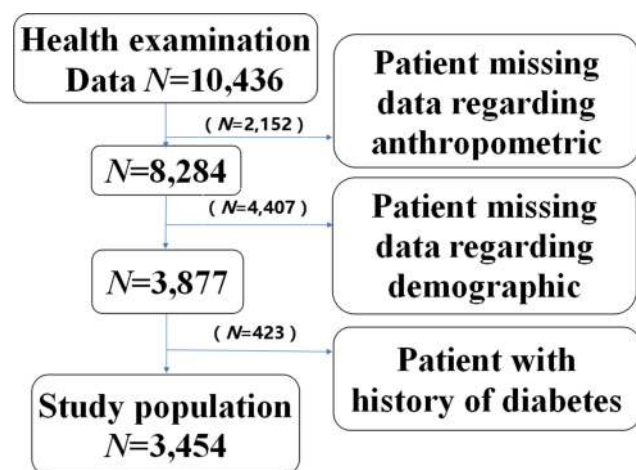 Health examination
Data N=10,436
Patient missing
data regarding
anthropometric
( N=2,152 )
N=8,284
( N=4,407 )
Patient missing
data regarding
demographic
N=3,877
( N=423 )
Patient with
history of diabetes
Study population
N=3,454